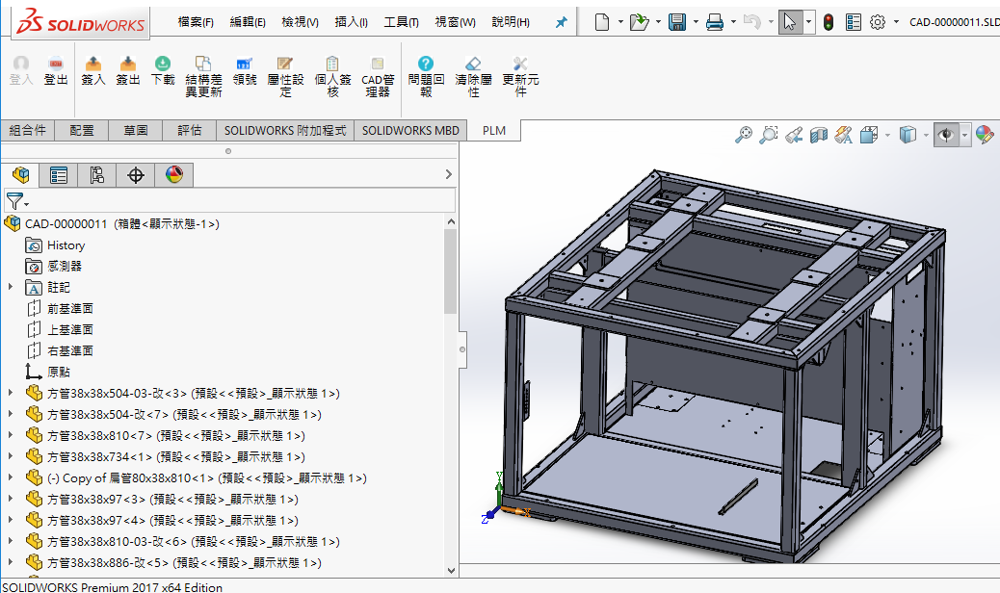 SOLIDWORKS 檔案(F) 編輯(E) 檢視(V) 插入(I) 工具(T) 視窗(W) 說明(H) CAD-00000011.SLD
登入 登出 簽入 簽出 下載 結構差異更新 領號 屬性設定 個人簽核 CAD管理器 問題回報 清除屬性 更新元件
組合件 配置 草圖 評估 SOLIDWORKS 附加程式 SOLIDWORKS MBD PLM
CAD-00000011 (箱體<顯示狀態-1>)
History
感測器
A 註記
前基準面
上基準面
右基準面
原點
方管38x38x504-03-改<3> (預設<<預設>_顯示狀態 1>)
方管38x38x504-改<7> (預設<<預設>_顯示狀態 1>)
方管38x38x810<7> (預設<<預設>_顯示狀態 1>)
方管38x38x734<1> (預設<<預設>_顯示狀態 1>)
(-) Copy of 扁管80x38x810<1> (預設<<預設>_顯示狀態 1>)
方管38x38x97<3> (預設<<預設>_顯示狀態 1>)
方管38x38x97<4> (預設<<預設>_顯示狀態 1>)
方管38x38x810-03-改<6> (預設<<預設>_顯示狀態 1>)
方管38x38x886-改<5> (預設<<預設>_顯示狀態 1>)
Y
X
Z
SOLIDWORKS Premium 2017 x64 Edition